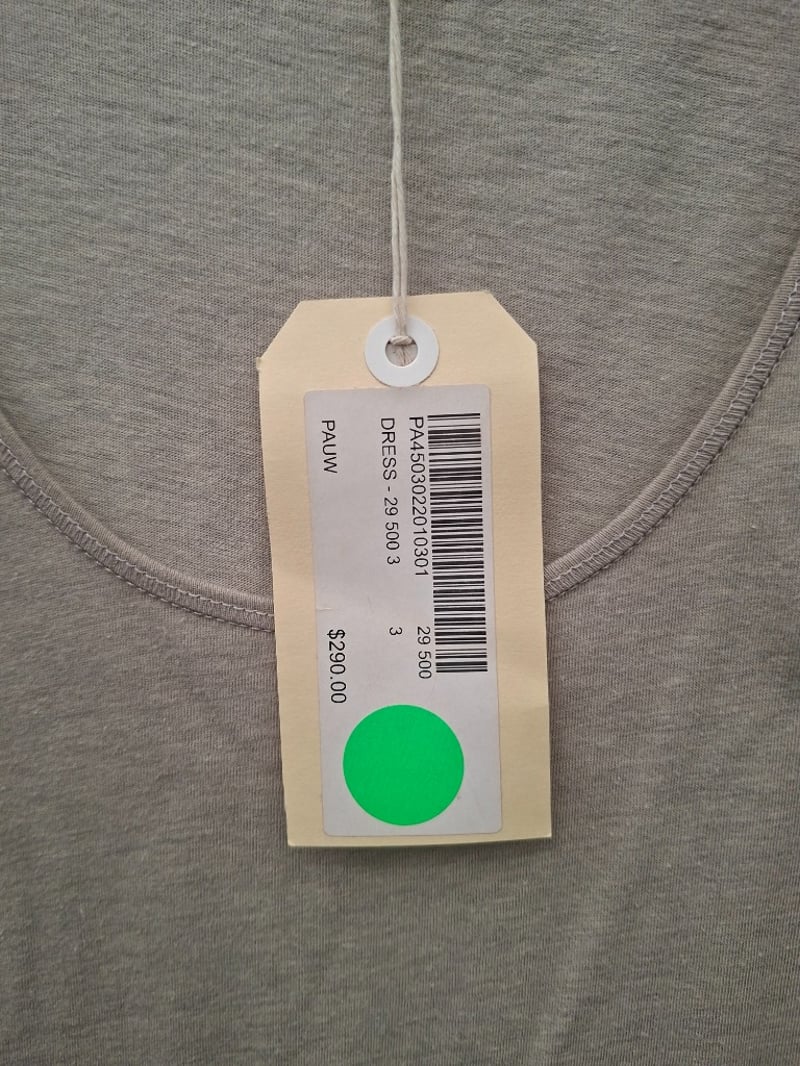 PA4503022010301 29 500
DRESS - 29 500 3 3
PAUW $290.00